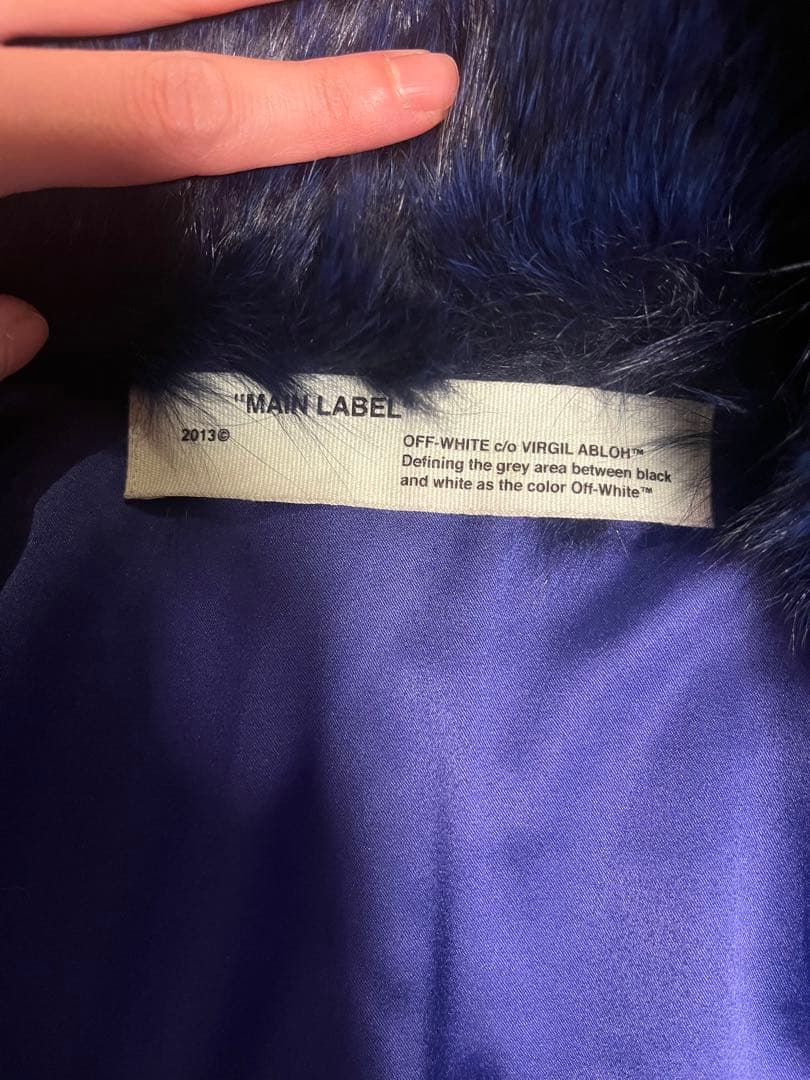 "MAIN LABEL"
2013©
OFF-WHITE c/o VIRGIL ABLOH™
Defining the grey area between black
and white as the color Off-White™